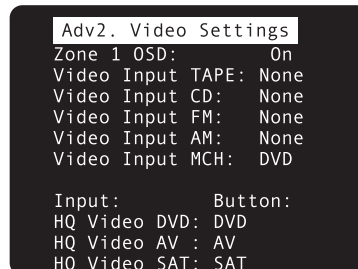 Adv2. Video Settings
Zone 1 OSD: On
Video Input TAPE: None
Video Input CD: None
Video Input FM: None
Video Input AM: None
Video Input MCH: DVD
Input: Button:
HQ Video DVD: DVD
HQ Video AV : AV
HQ Video SAT: SAT